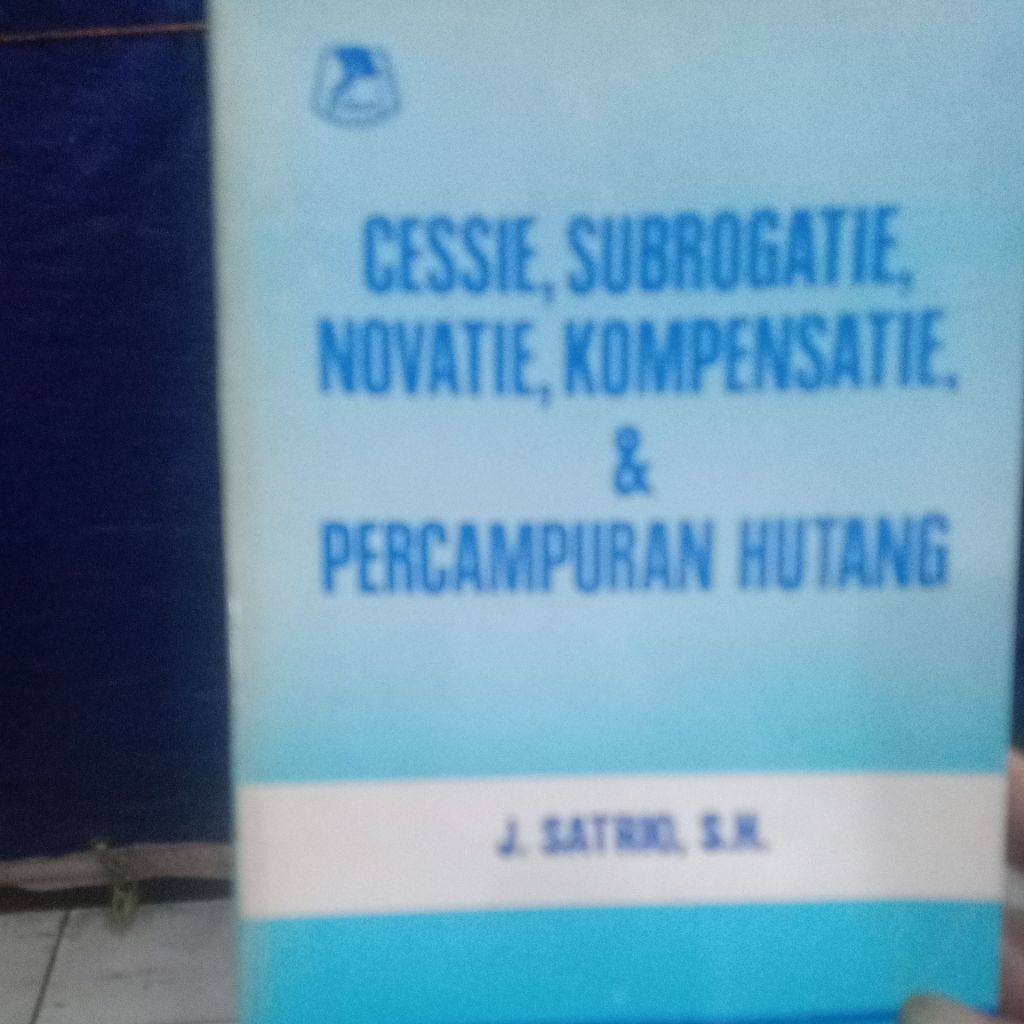 CESSIE, SUBROGATIE,
NOVATIE, KOMPENSATIE,
&
PERCAMPURAN HUTANG
J. SATRIO, S.H.